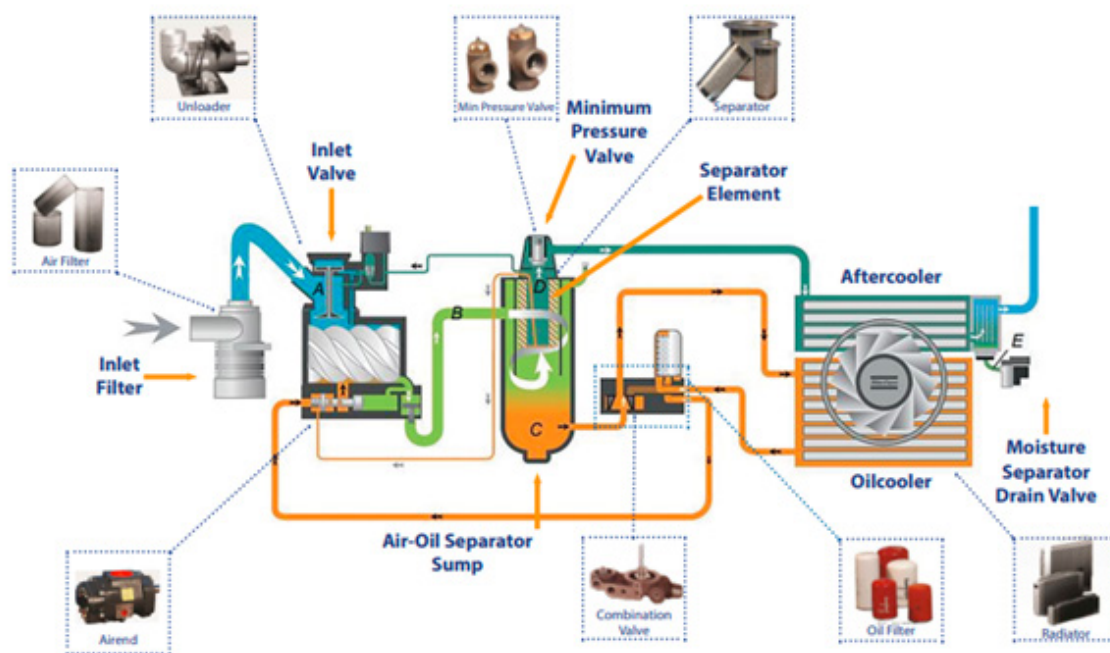 Unloader
Min Pressure Valve
Separator
Minimum
Pressure
Valve
Inlet
Valve
Separator
Element
Air Filter
A
D
B
Aftercooler
E
Inlet
Filter
C
Oilcooler
Moisture
Separator
Drain Valve
Air-Oil Separator
Sump
Airend
Combination
Valve
Oil Filter
Radiator